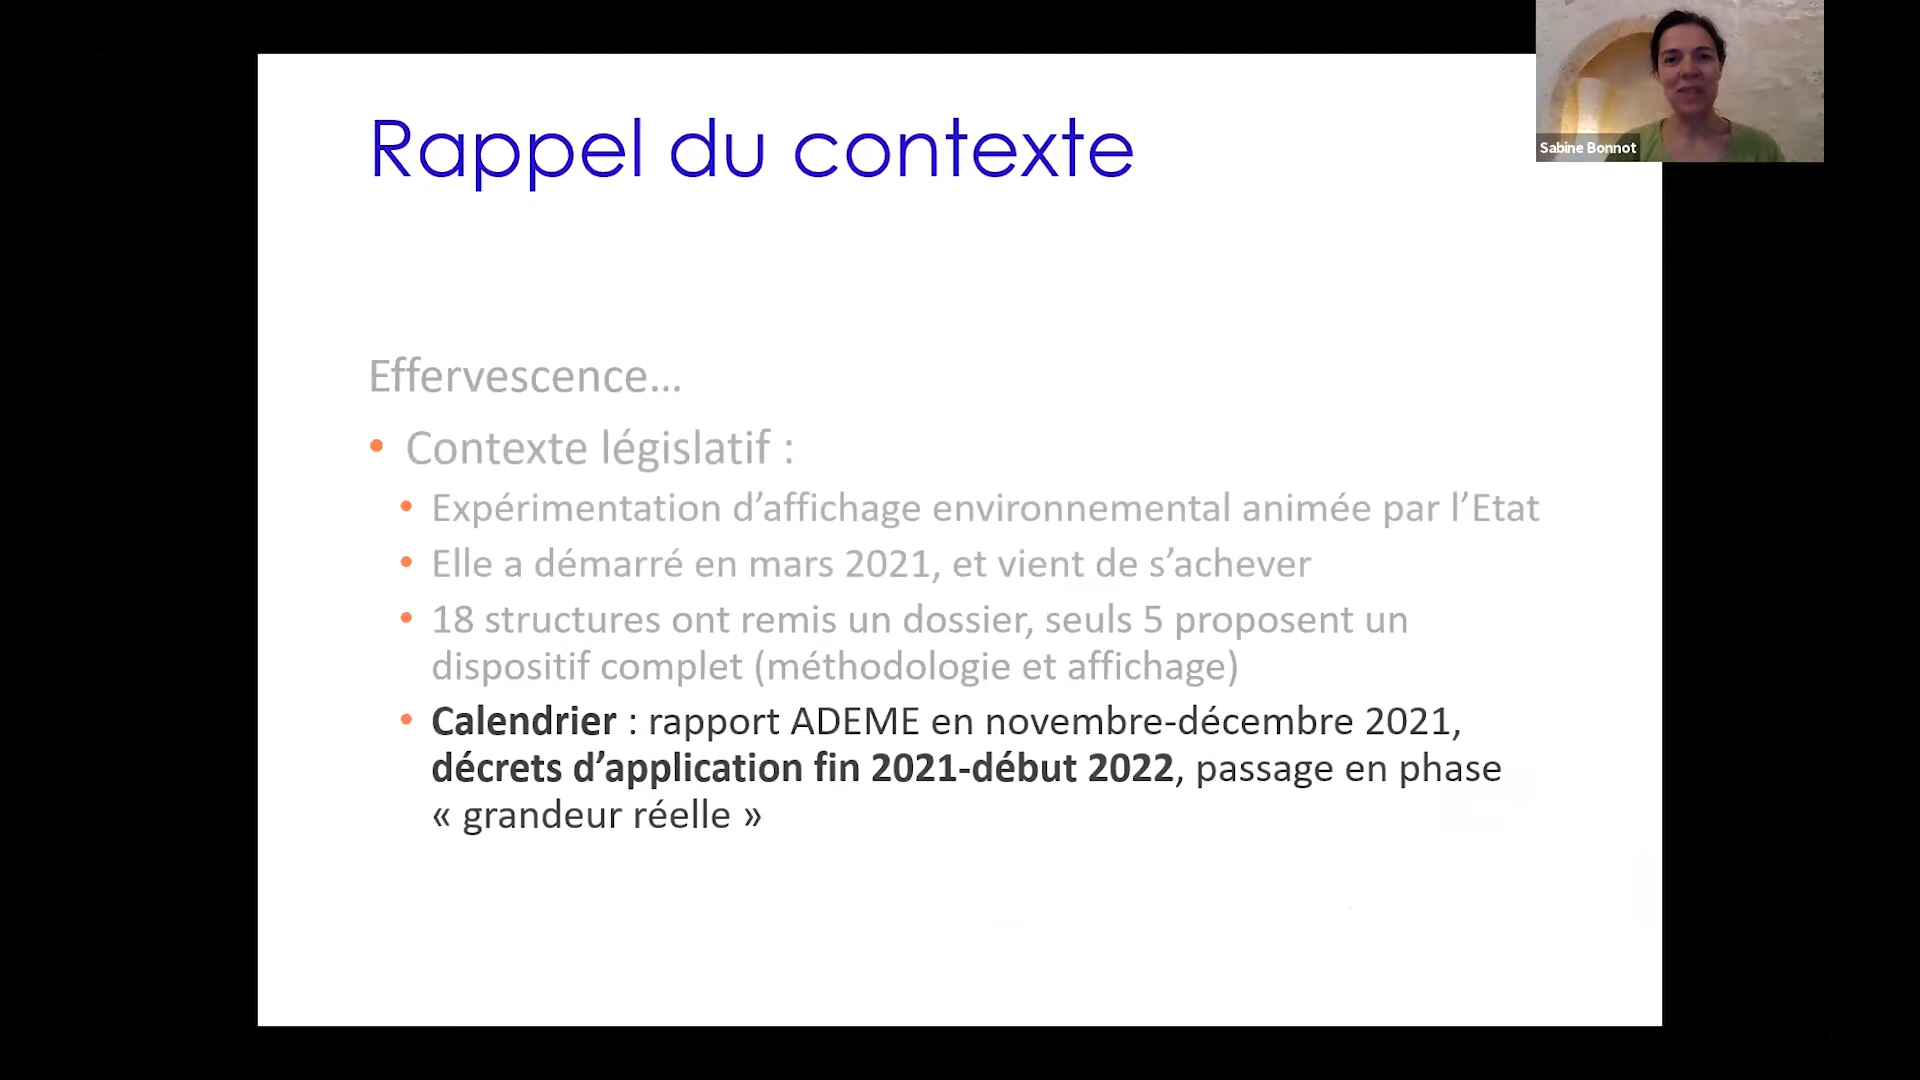 Rappel du contexte
Sabine Bonnot
Effervescence…
• Contexte législatif :
• Expérimentation d’affichage environnemental animée par l’Etat
• Elle a démarré en mars 2021, et vient de s’achever
• 18 structures ont remis un dossier, seuls 5 proposent un
dispositif complet (méthodologie et affichage)
• Calendrier : rapport ADEME en novembre-décembre 2021,
décrets d’application fin 2021-début 2022, passage en phase
« grandeur réelle »